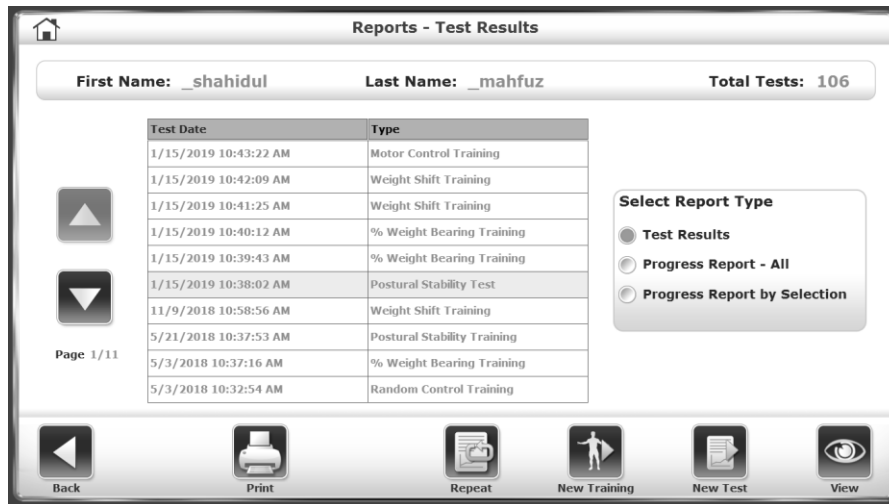 Reports - Test Results
First Name: _shahidul Last Name: _mahfuz Total Tests: 106
Test Date Type
1/15/2019 10:43:22 AM Motor Control Training
1/15/2019 10:42:09 AM Weight Shift Training
1/15/2019 10:41:25 AM Weight Shift Training
1/15/2019 10:40:12 AM % Weight Bearing Training
1/15/2019 10:39:43 AM % Weight Bearing Training
1/15/2019 10:38:02 AM Postural Stability Test
11/9/2018 10:58:56 AM Weight Shift Training
5/21/2018 10:37:53 AM Postural Stability Training
5/3/2018 10:37:16 AM % Weight Bearing Training
5/3/2018 10:32:54 AM Random Control Training
Page 1/11
Select Report Type
Test Results
Progress Report - All
Progress Report by Selection
Back Print Repeat New Training New Test View